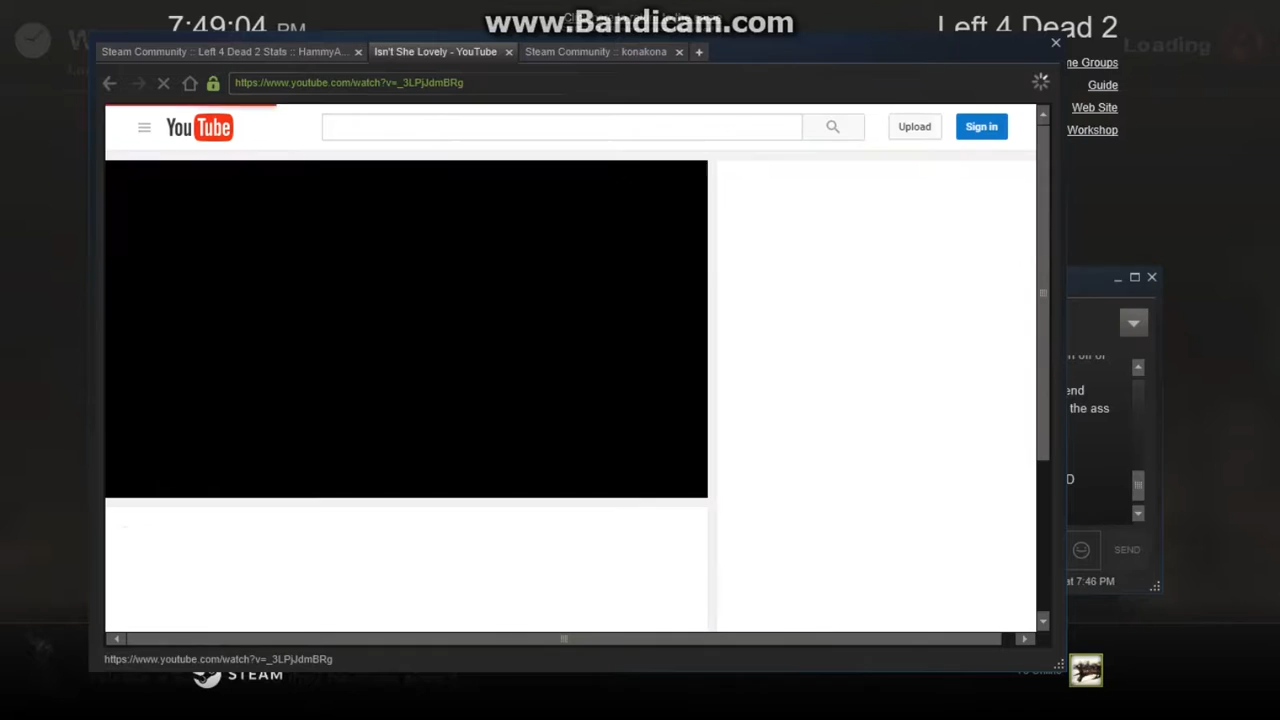 www.Bandicam.com
7:49:04 PM
Left 4 Dead 2
Loading
Steam Community :: Left 4 Dead 2 Stats :: HammyA...
Isn't She Lovely - YouTube
Steam Community :: konakona
https://www.youtube.com/watch?v=_3LPjJdmBRg
me Groups
Guide
Web Site
Workshop
YouTube
Upload
Sign in
end
the ass
D
SEND
at 7:46 PM
https://www.youtube.com/watch?v=_3LPjJdmBRg
STEAM